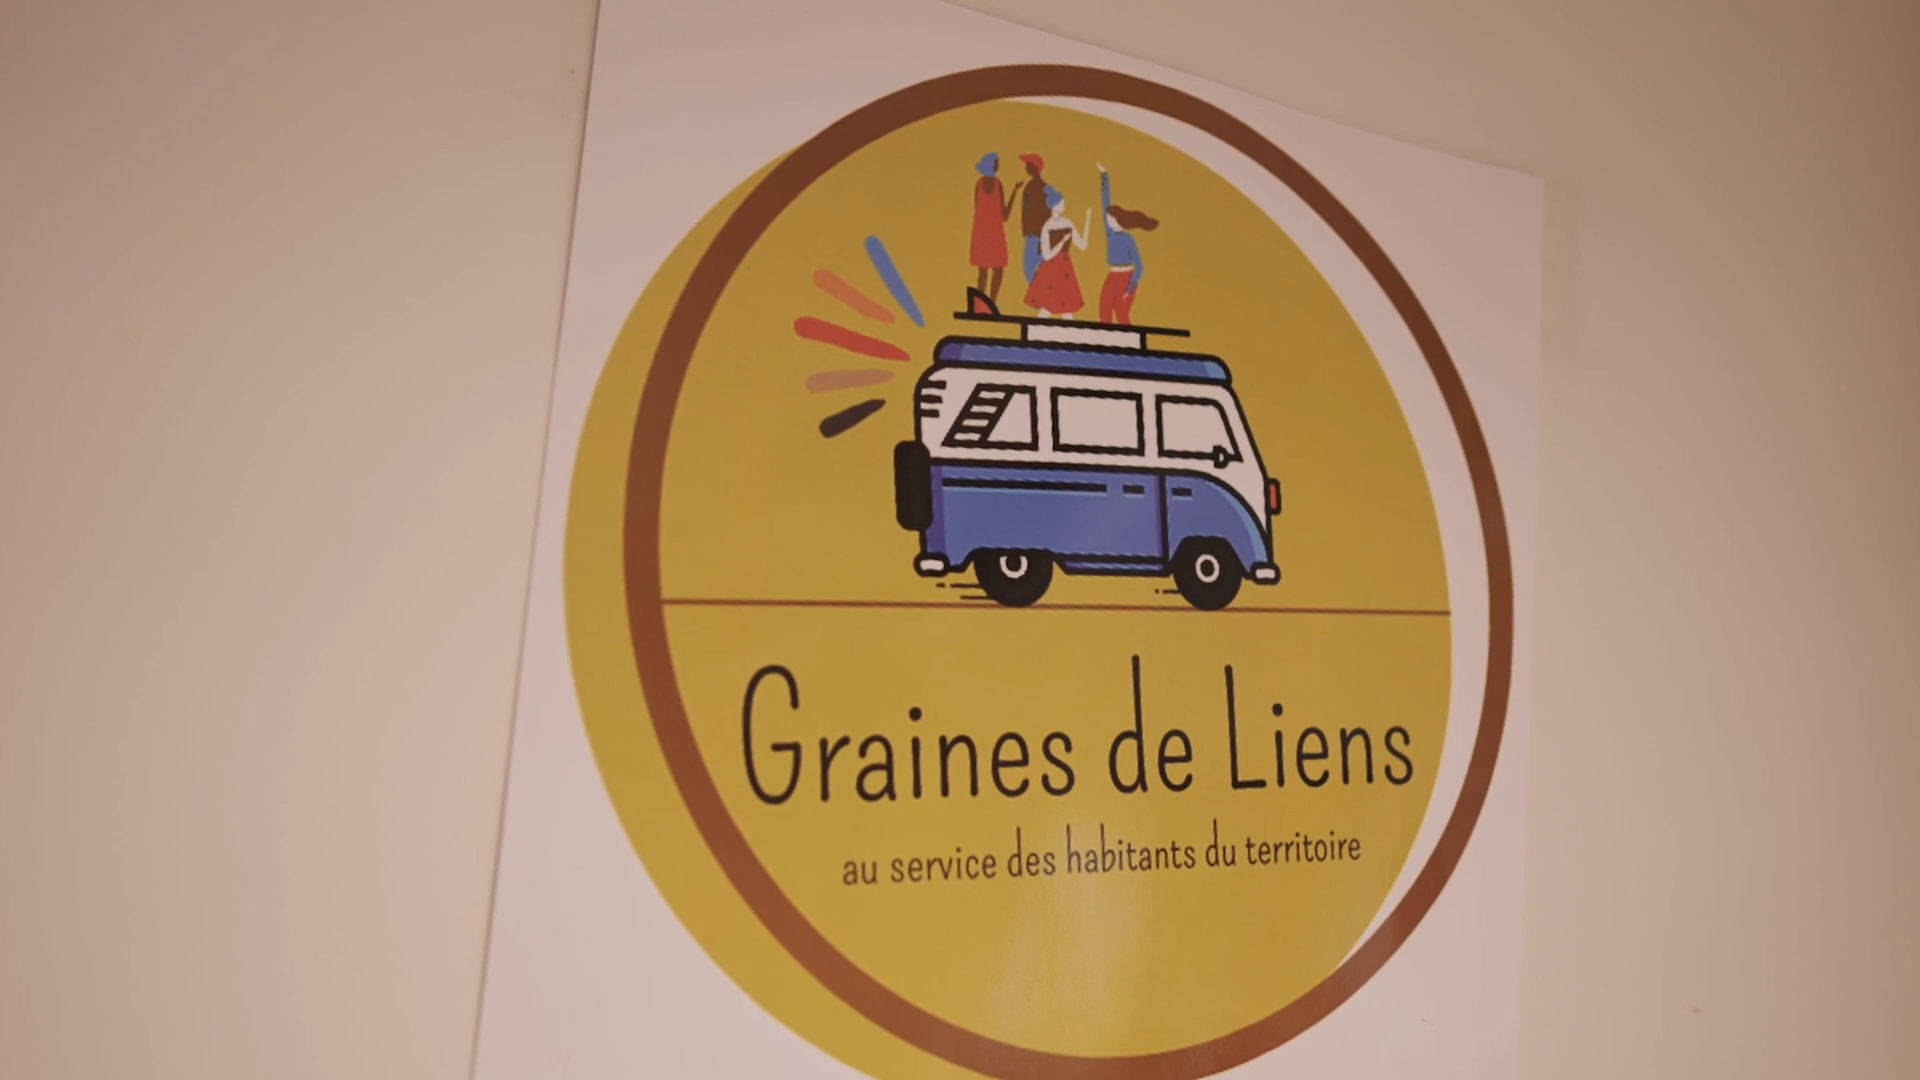 Graines de Liens
au service des habitants du territoire